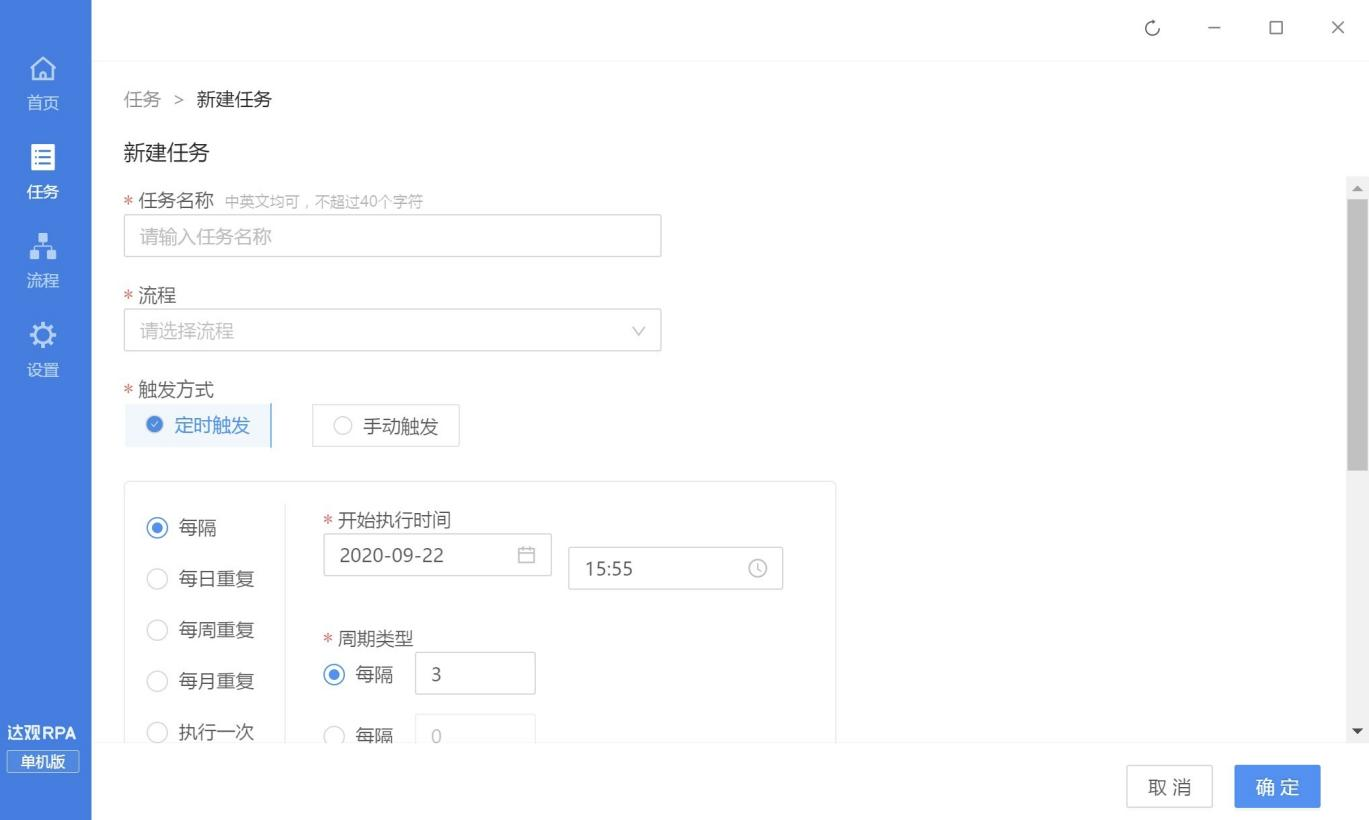 首页
任务
流程
设置
达观RPA
单机版
任务 > 新建任务
新建任务
* 任务名称 中英文均可，不超过40个字符
请输入任务名称
* 流程
请选择流程
* 触发方式
定时触发
手动触发
每隔
每日重复
每周重复
每月重复
执行一次
* 开始执行时间
2020-09-22
15:55
* 周期类型
每隔 3
每隔 0
取 消
确 定